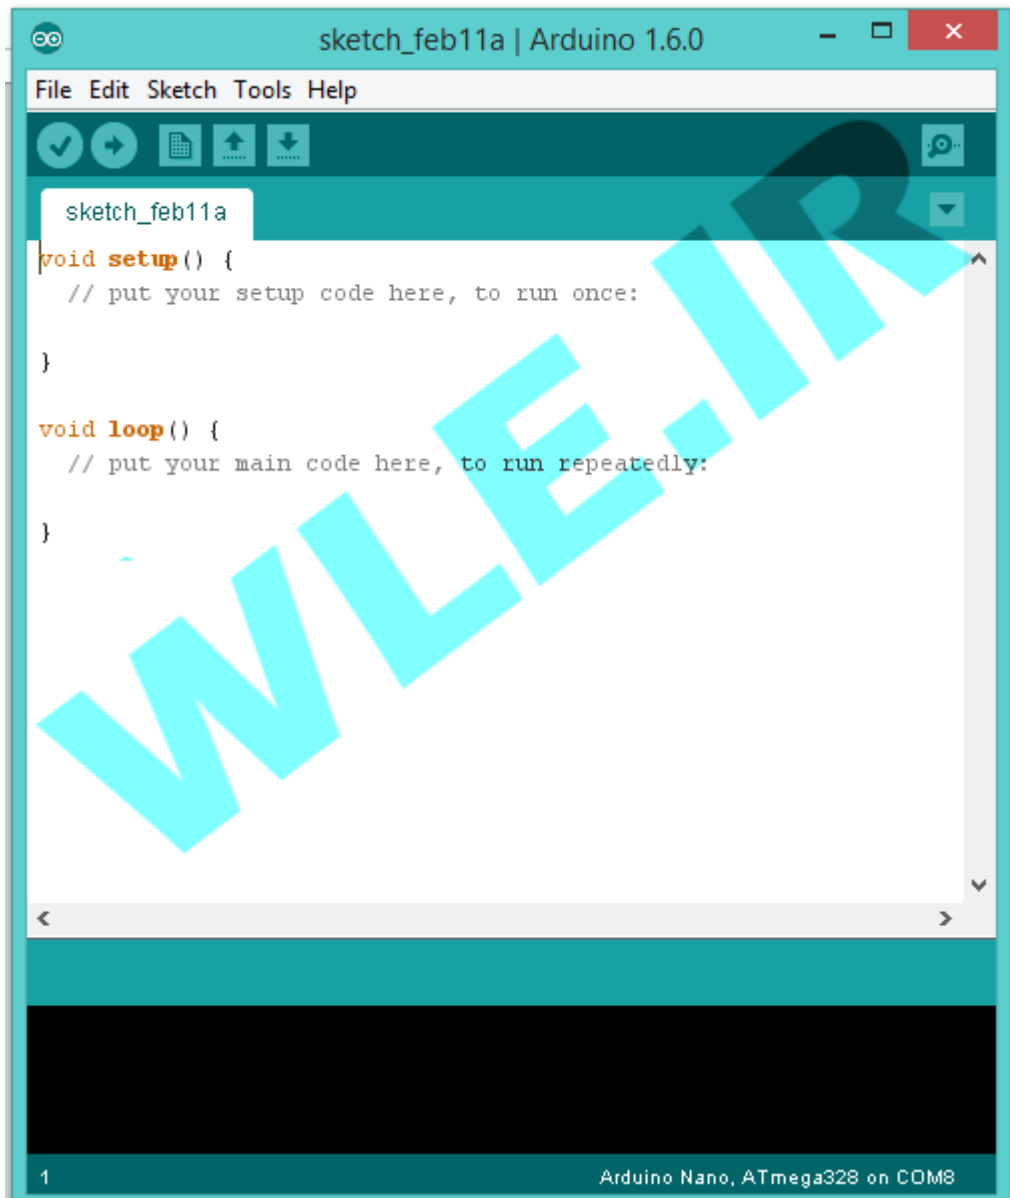 sketch_feb11a | Arduino 1.6.0
File Edit Sketch Tools Help
sketch_feb11a
void setup() {
  // put your setup code here, to run once:

}

void loop() {
  // put your main code here, to run repeatedly:

}
WLE.IR
1
Arduino Nano, ATmega328 on COM8